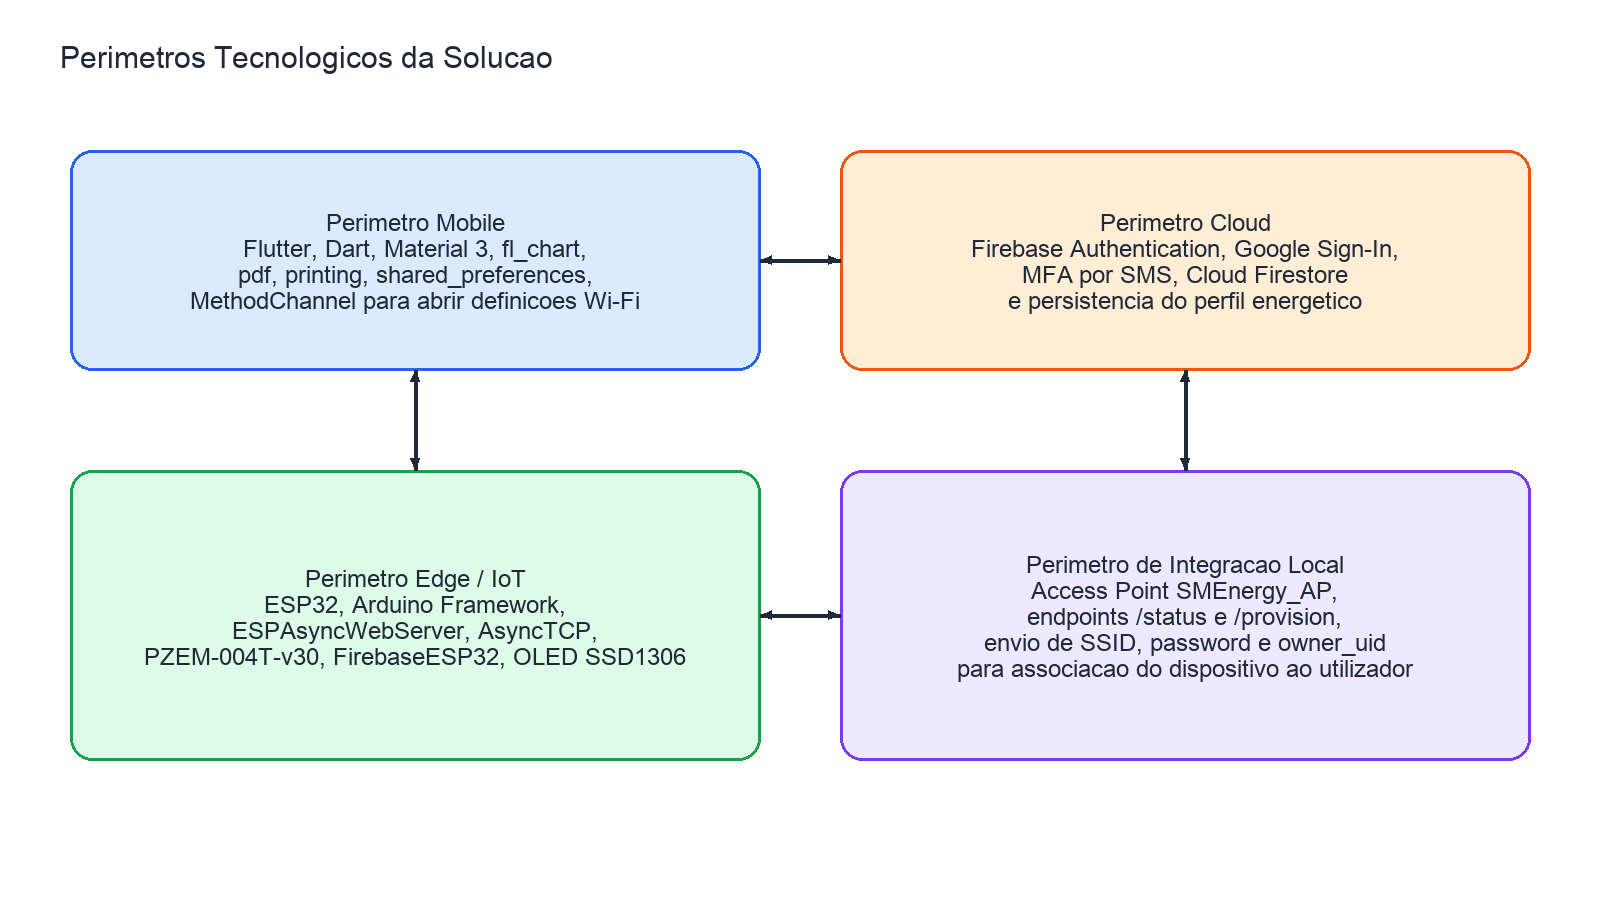 Perimetros Tecnologicos da Solucao
Perimetro Mobile
Flutter, Dart, Material 3, fl_chart,
pdf, printing, shared_preferences,
MethodChannel para abrir definicoes Wi-Fi
Perimetro Cloud
Firebase Authentication, Google Sign-In,
MFA por SMS, Cloud Firestore
e persistencia do perfil energetico
Perimetro Edge / IoT
ESP32, Arduino Framework,
ESPAsyncWebServer, AsyncTCP,
PZEM-004T-v30, FirebaseESP32, OLED SSD1306
Perimetro de Integracao Local
Access Point SMEnergy_AP,
endpoints /status e /provision,
envio de SSID, password e owner_uid
para associacao do dispositivo ao utilizador